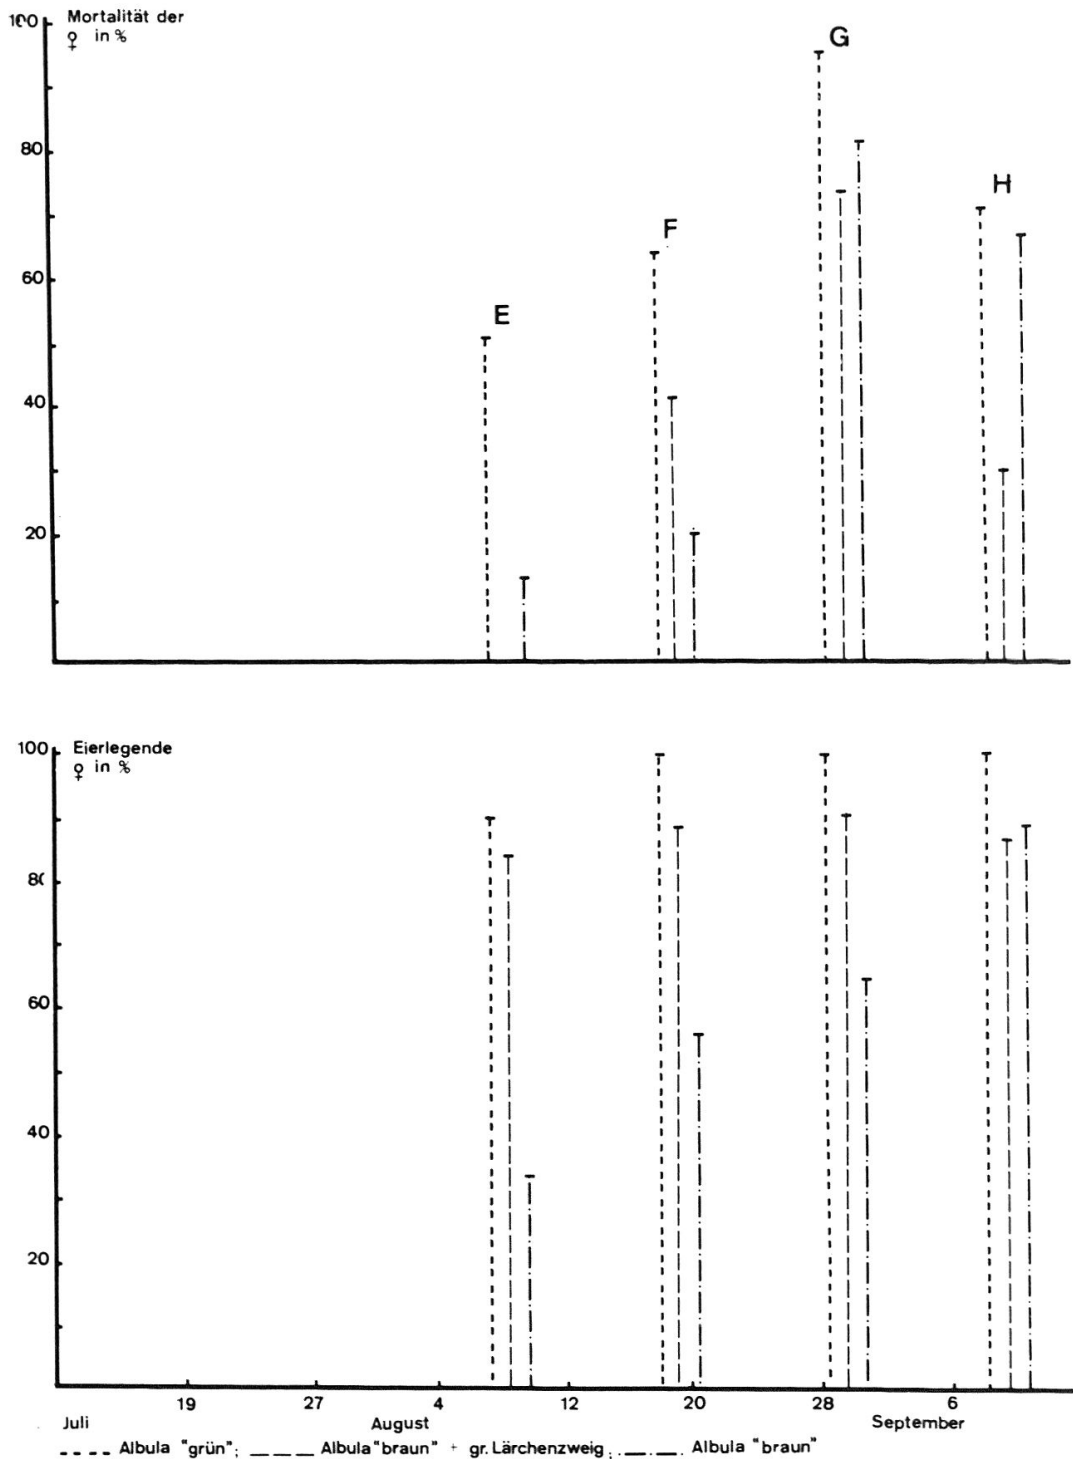 100 Mortalität der
♀ in %
G
80
H
F
60
E
40
20
100 Eierlegende
♀ in %
80
60
40
20
19 27 4 12 20 28 6
Juli August September
Albula "grün"; Albula "braun" + gr. Lärchenzweig; Albula "braun"